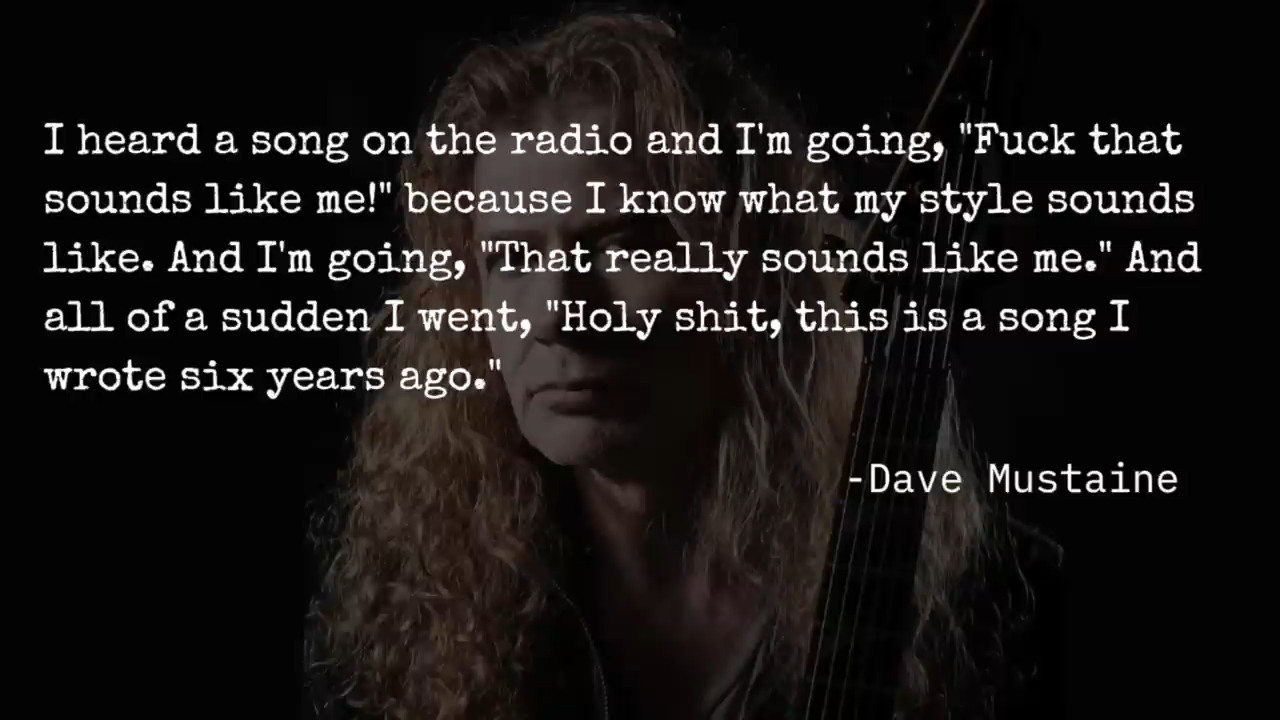 I heard a song on the radio and I'm going, "Fuck that
sounds like me!" because I know what my style sounds
like. And I'm going, "That really sounds like me." And
all of a sudden I went, "Holy shit, this is a song I
wrote six years ago."
-Dave Mustaine